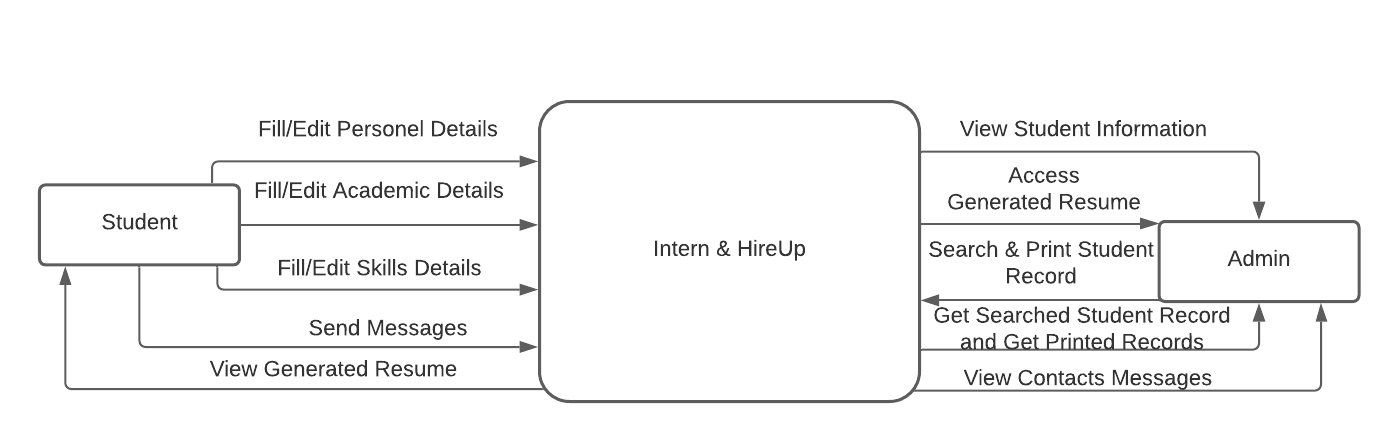 Fill/Edit Personel Details
View Student Information
Access
Generated Resume
Fill/Edit Academic Details
Student
Intern & HireUp
Search & Print Student
Record
Admin
Fill/Edit Skills Details
Get Searched Student Record
and Get Printed Records
Send Messages
View Generated Resume
View Contacts Messages